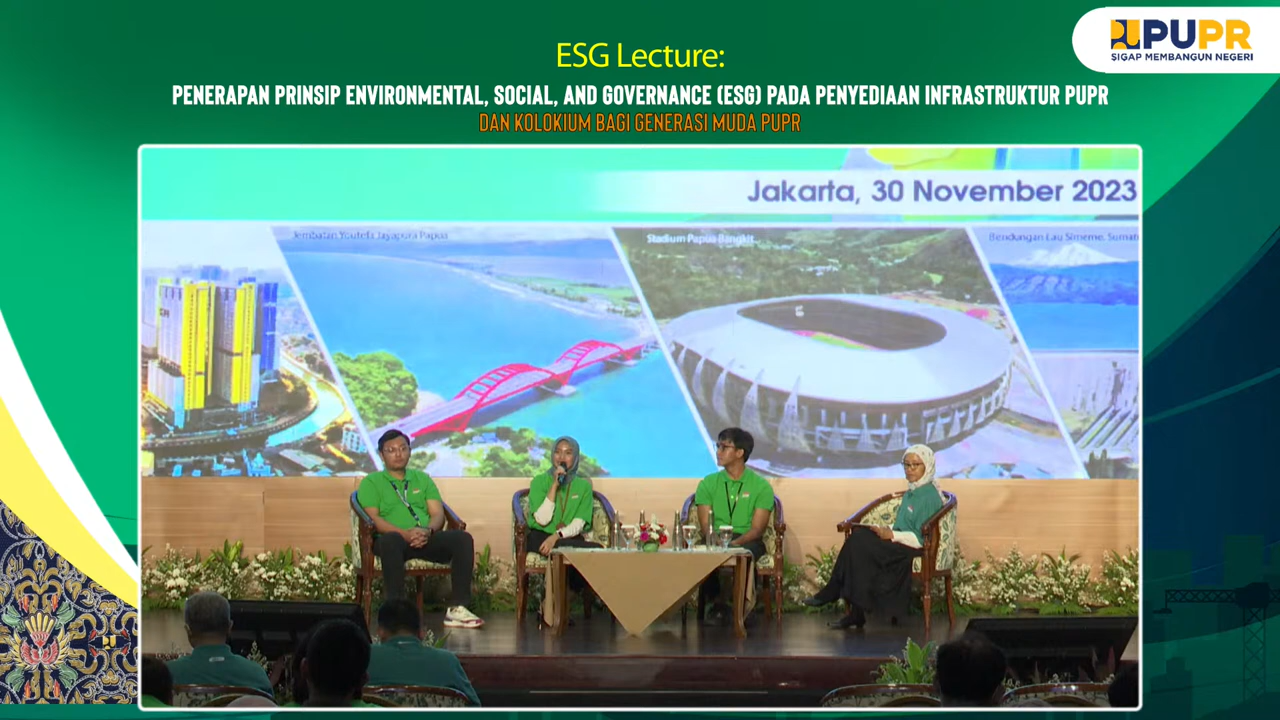 PUPR
SIGAP MEMBANGUN NEGERI
ESG Lecture:
PENERAPAN PRINSIP ENVIRONMENTAL, SOCIAL, AND GOVERNANCE (ESG) PADA PENYEDIAAN INFRASTRUKTUR PUPR
DAN KOLOKIUM BAGI GENERASI MUDA PUPR
Jakarta, 30 November 2023
Jembatan Youtefa Jayapura Papua
Stadium Papua Bangkit
Bendungan Lau Simeme, Sumat